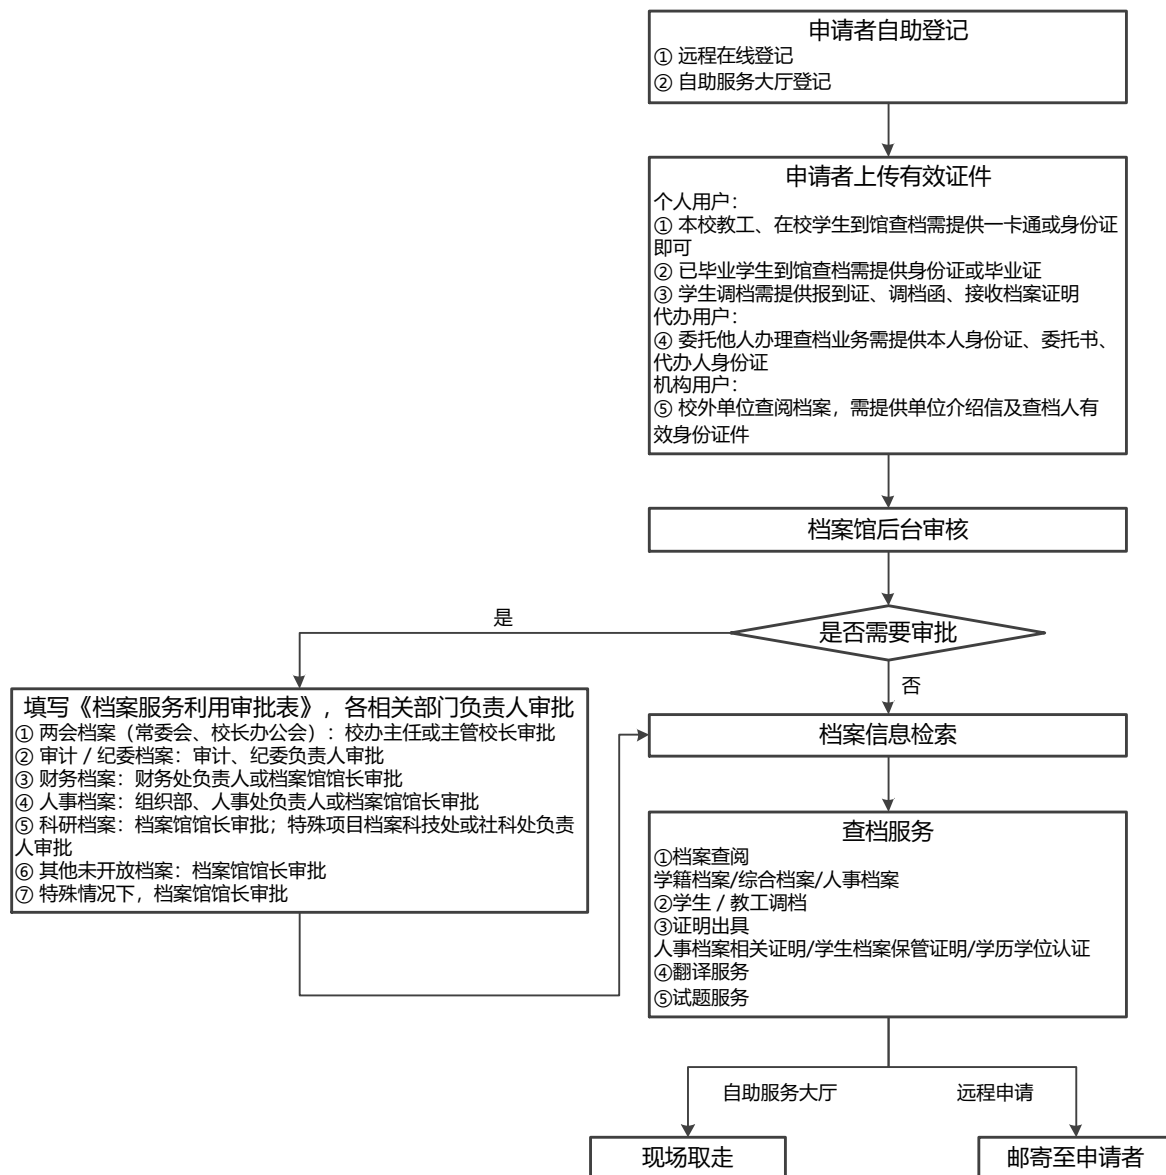 申请者自助登记
① 远程在线登记
② 自助服务大厅登记
申请者上传有效证件
个人用户：
① 本校教工、在校学生到馆查档需提供一卡通或身份证
即可
② 已毕业学生到馆查档需提供身份证或毕业证
③ 学生调档需提供报到证、调档函、接收档案证明
代办用户：
④ 委托他人办理查档业务需提供本人身份证、委托书、
代办人身份证
机构用户：
⑤ 校外单位查阅档案，需提供单位介绍信及查档人有
效身份证件
档案馆后台审核
是否需要审批
是
否
填写《档案服务利用审批表》，各相关部门负责人审批
① 两会档案（常委会、校长办公会）：校办主任或主管校长审批
② 审计 / 纪委档案：审计、纪委负责人审批
③ 财务档案：财务处负责人或档案馆馆长审批
④ 人事档案：组织部、人事处负责人或档案馆馆长审批
⑤ 科研档案：档案馆馆长审批；特殊项目档案科技处或社科处负责
人审批
⑥ 其他未开放档案：档案馆馆长审批
⑦ 特殊情况下，档案馆馆长审批
档案信息检索
查档服务
①档案查阅
学籍档案/综合档案/人事档案
②学生 / 教工调档
③证明出具
人事档案相关证明/学生档案保管证明/学历学位认证
④翻译服务
⑤试题服务
自助服务大厅
远程申请
现场取走
邮寄至申请者